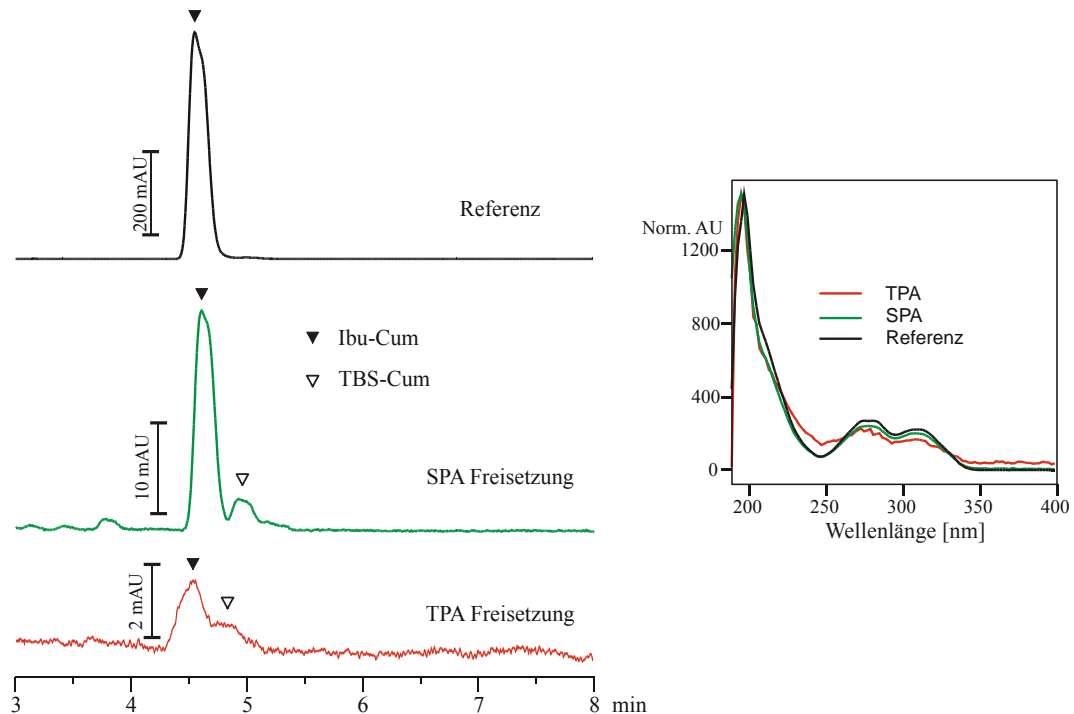 200 mAU
Referenz
Ibu-Cum
TBS-Cum
10 mAU
SPA Freisetzung
2 mAU
TPA Freisetzung
3 4 5 6 7 8 min
Norm. AU
1200
800
400
0
TPA
SPA
Referenz
200 250 300 350 400
Wellenlänge [nm]